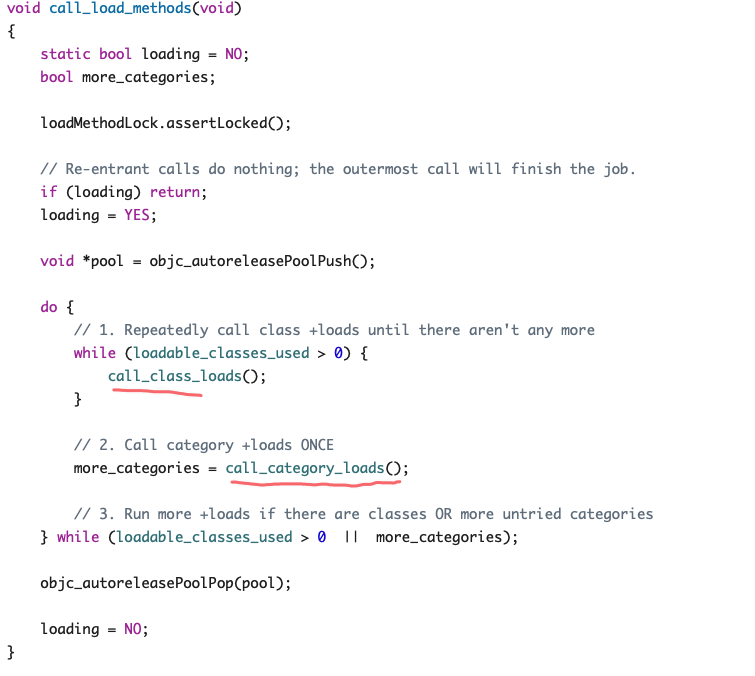 void call_load_methods(void)
{
    static bool loading = NO;
    bool more_categories;

    loadMethodLock.assertLocked();

    // Re-entrant calls do nothing; the outermost call will finish the job.
    if (loading) return;
    loading = YES;

    void *pool = objc_autoreleasePoolPush();

    do {
        // 1. Repeatedly call class +loads until there aren't any more
        while (loadable_classes_used > 0) {
            call_class_loads();
        }

        // 2. Call category +loads ONCE
        more_categories = call_category_loads();

        // 3. Run more +loads if there are classes OR more untried categories
    } while (loadable_classes_used > 0  ||  more_categories);

    objc_autoreleasePoolPop(pool);

    loading = NO;
}